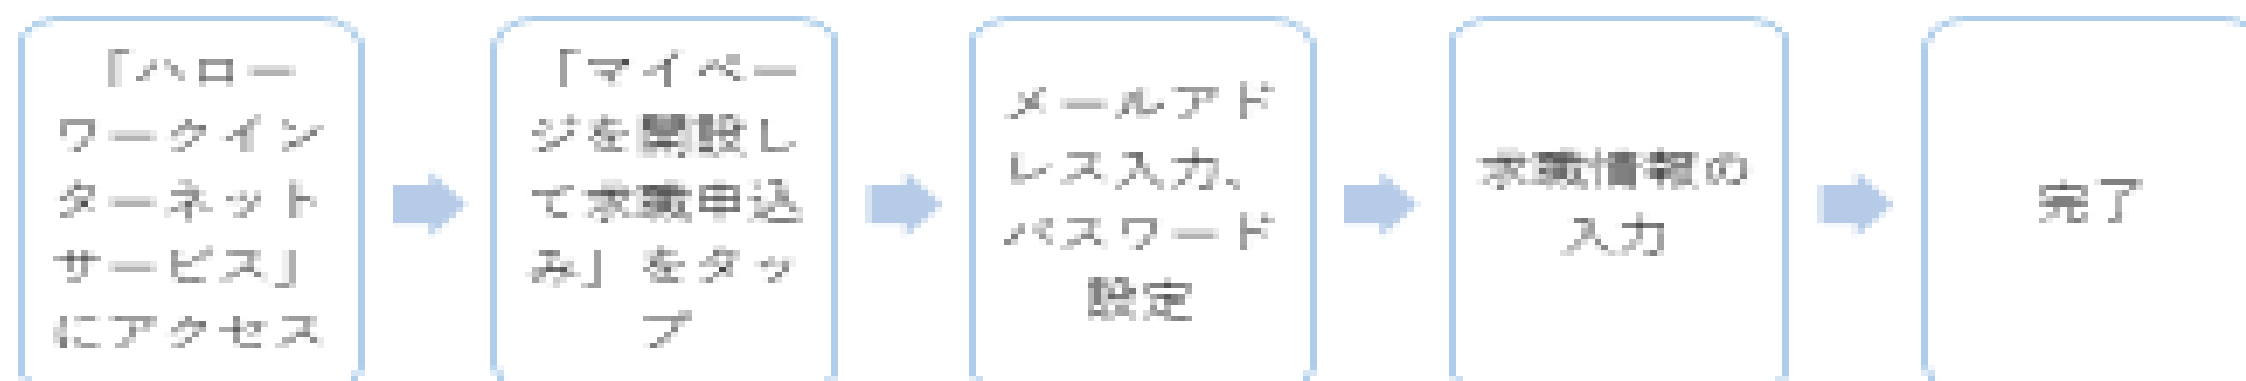 「ハロー
ワークイン
ターネット
サービス」
にアクセス
「マイペー
ジを開設し
て求職申込
み」をタッ
プ
メールアド
レス入力、
パスワード
設定
求職情報の
入力
完了